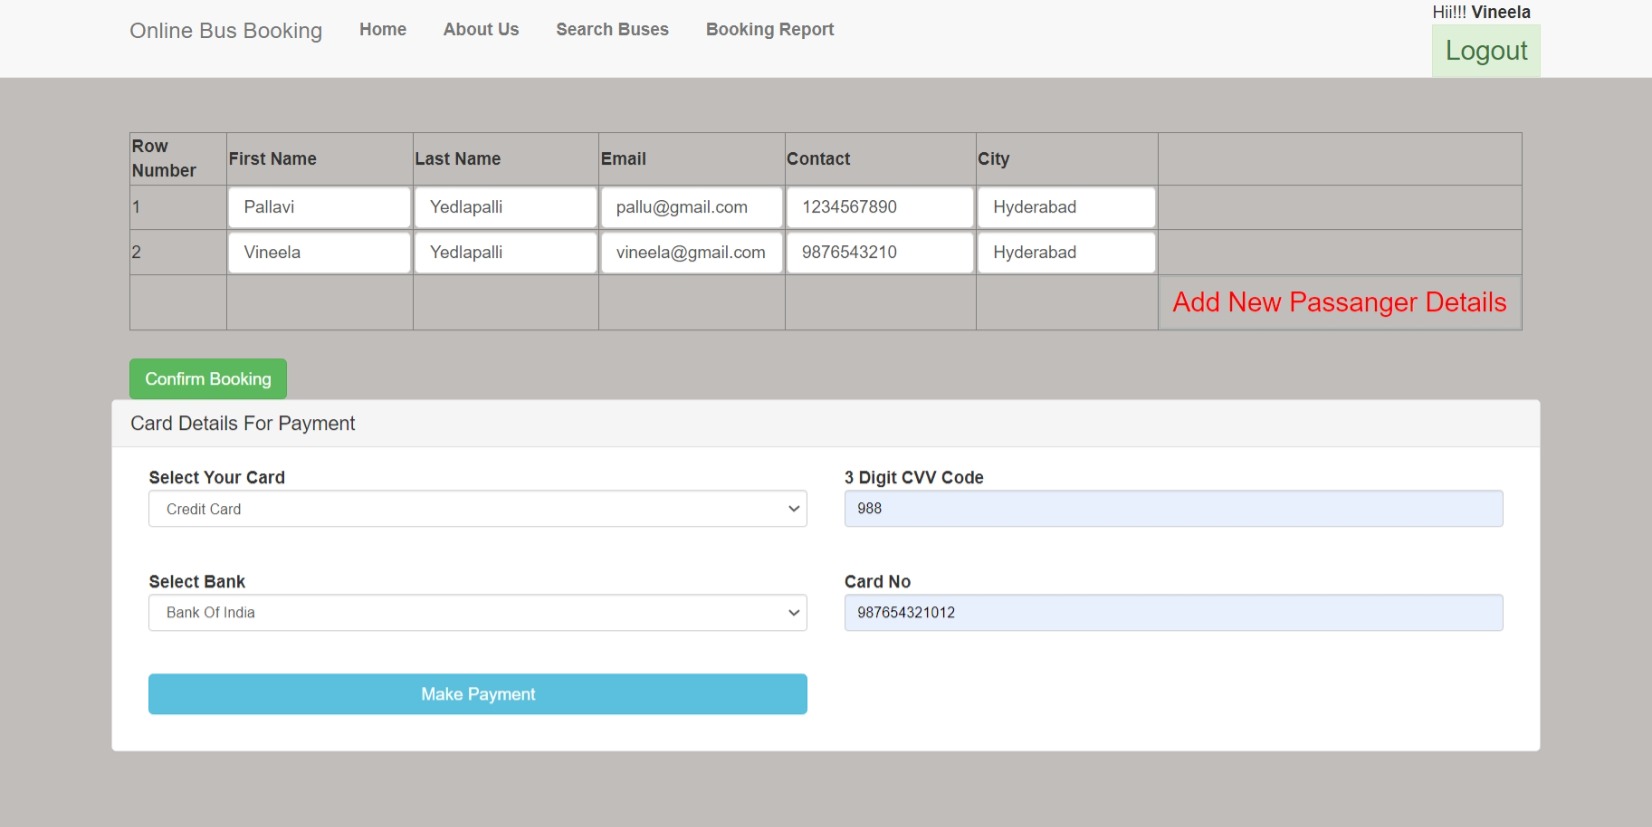 Online Bus Booking Home About Us Search Buses Booking Report Hii!!! Vineela
Logout
Row Number First Name Last Name Email Contact City
1 Pallavi Yedlapalli pallu@gmail.com 1234567890 Hyderabad
2 Vineela Yedlapalli vineela@gmail.com 9876543210 Hyderabad
Add New Passanger Details
Confirm Booking
Card Details For Payment
Select Your Card 3 Digit CVV Code
Credit Card 988
Select Bank Card No
Bank Of India 987654321012
Make Payment